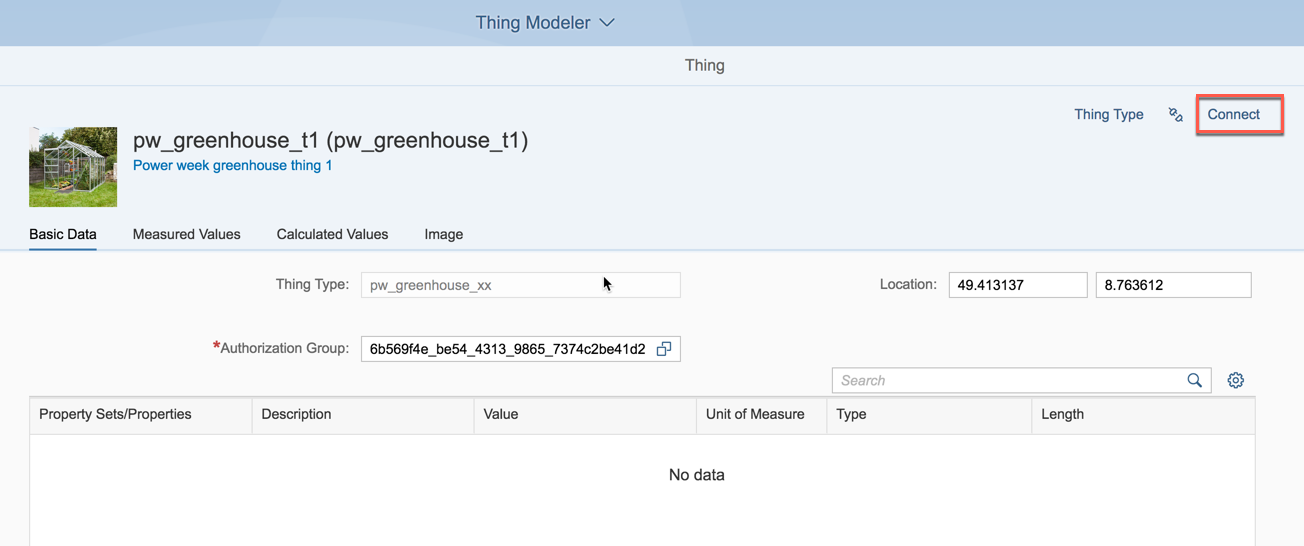 Thing Modeler
Thing
Thing Type Connect
pw_greenhouse_t1 (pw_greenhouse_t1)
Power week greenhouse thing 1
Basic Data Measured Values Calculated Values Image
Thing Type: pw_greenhouse_xx Location: 49.413137 8.763612
*Authorization Group: 6b569f4e_be54_4313_9865_7374c2be41d2
Search
Property Sets/Properties Description Value Unit of Measure Type Length
No data